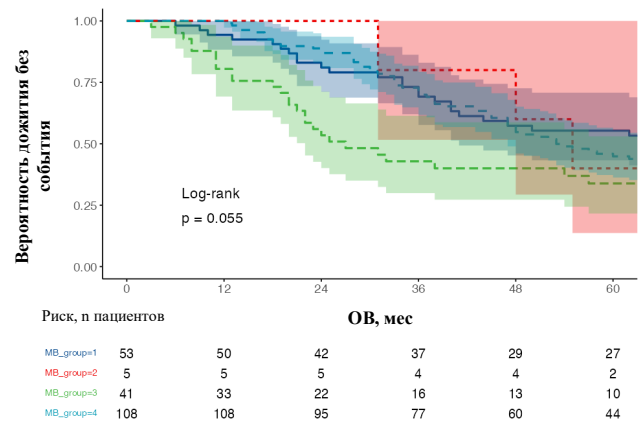 Вероятность дожития без
события
1.00
0.75
0.50
0.25
0.00
Log-rank
p = 0.055
0 12 24 36 48 60
Риск, n пациентов
ОВ, мес
MB_group=1 53 50 42 37 29 27
MB_group=2 5 5 5 4 4 2
MB_group=3 41 33 22 16 13 10
MB_group=4 108 108 95 77 60 44